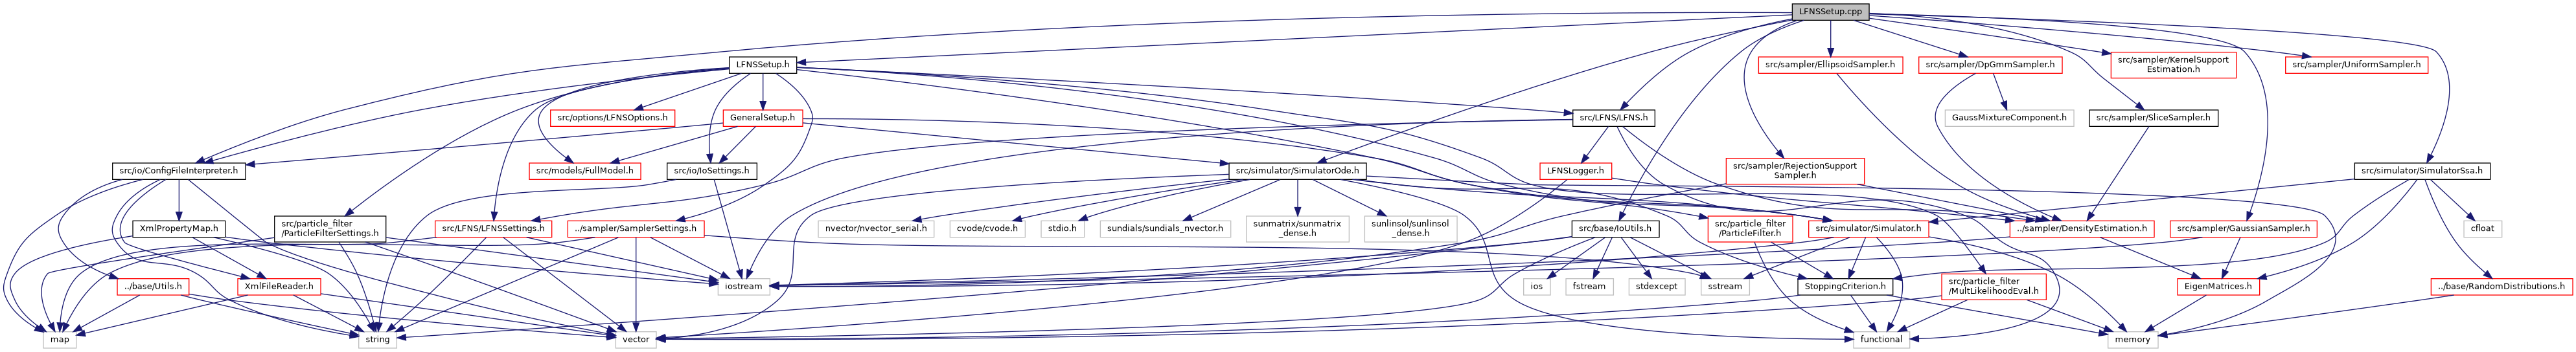 LFNSSetup.cpp
LFNSSetup.h
src/sampler/EllipsoidSampler.h
src/sampler/DpGmmSampler.h
src/sampler/KernelSupport
Estimation.h
src/sampler/UniformSampler.h
src/options/LFNSOptions.h
GeneralSetup.h
src/LFNS/LFNS.h
GaussMixtureComponent.h
src/sampler/SliceSampler.h
src/io/ConfigFileInterpreter.h
src/models/FullModel.h
src/io/IoSettings.h
src/simulator/SimulatorOde.h
LFNSLogger.h
src/sampler/RejectionSupport
Sampler.h
src/simulator/SimulatorSsa.h
XmlPropertyMap.h
src/particle_filter
/ParticleFilterSettings.h
src/LFNS/LFNSSettings.h
../sampler/SamplerSettings.h
nvector/nvector_serial.h
cvode/cvode.h
stdio.h
sundials/sundials_nvector.h
sunmatrix/sunmatrix
_dense.h
sunlinsol/sunlinsol
_dense.h
src/base/IoUtils.h
src/particle_filter
/ParticleFilter.h
src/simulator/Simulator.h
../sampler/DensityEstimation.h
src/sampler/GaussianSampler.h
cfloat
../base/Utils.h
XmlFileReader.h
iostream
ios
fstream
stdexcept
sstream
StoppingCriterion.h
src/particle_filter
/MultLikelihoodEval.h
EigenMatrices.h
../base/RandomDistributions.h
map
string
vector
functional
memory